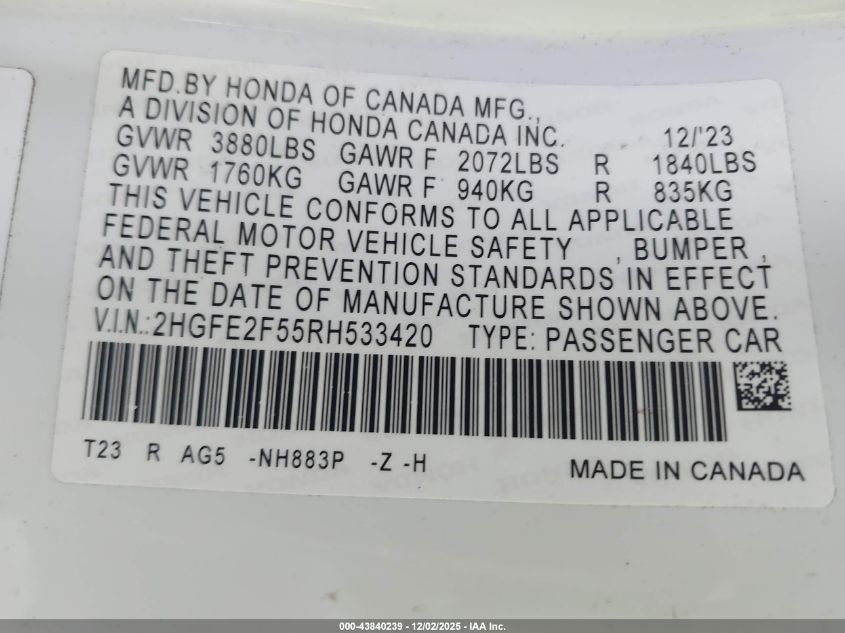 MFD.BY HONDA OF CANADA MFG.,
A DIVISION OF HONDA CANADA INC. 12/'23
GVWR 3880LBS GAWR F 2072LBS R 1840LBS
GVWR 1760KG GAWR F 940KG R 835KG
THIS VEHICLE CONFORMS TO ALL APPLICABLE
FEDERAL MOTOR VEHICLE SAFETY , BUMPER ,
AND THEFT PREVENTION STANDARDS IN EFFECT
ON THE DATE OF MANUFACTURE SHOWN ABOVE.
V.I.N.:2HGFE2F55RH533420 TYPE: PASSENGER CAR
T23 R AG5 -NH883P -Z -H
MADE IN CANADA
000-43840239 - 12/02/2025 - IAA Inc.